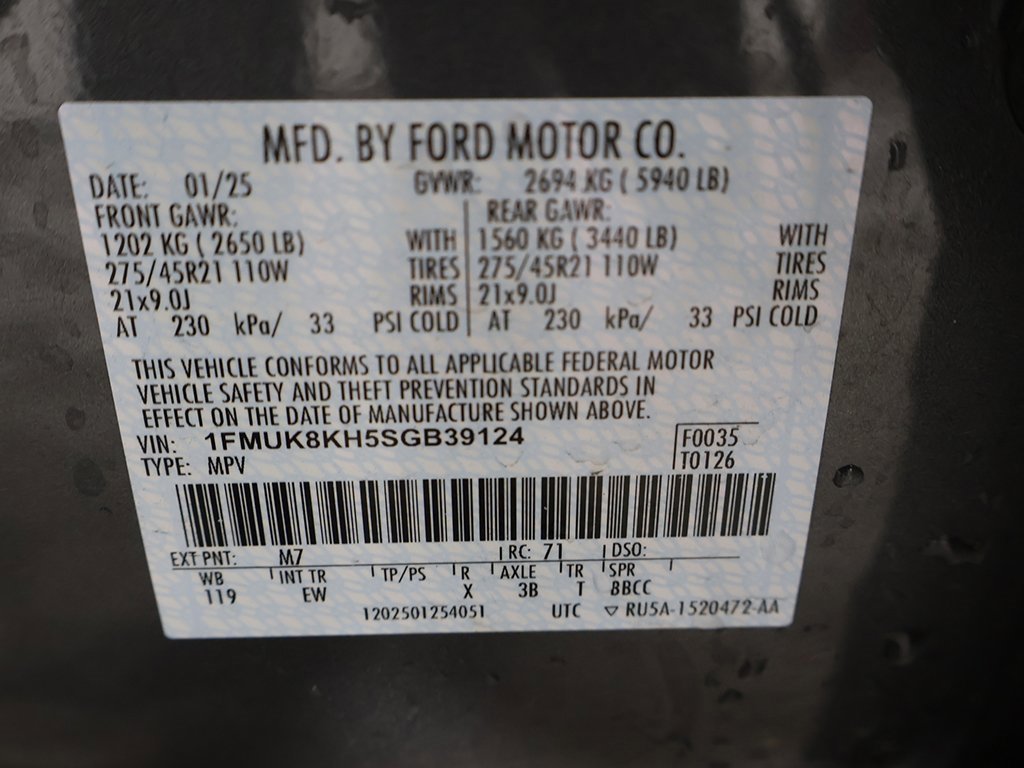 MFD. BY FORD MOTOR CO.
DATE: 01/25 GVWR: 2694 KG ( 5940 LB)
FRONT GAWR: REAR GAWR:
1202 KG ( 2650 LB) WITH 1560 KG ( 3440 LB) WITH
275/45R21 110W TIRES 275/45R21 110W TIRES
21x9.0J RIMS 21x9.0J RIMS
AT 230 kPa/ 33 PSI COLD AT 230 kPa/ 33 PSI COLD
THIS VEHICLE CONFORMS TO ALL APPLICABLE FEDERAL MOTOR
VEHICLE SAFETY AND THEFT PREVENTION STANDARDS IN
EFFECT ON THE DATE OF MANUFACTURE SHOWN ABOVE.
VIN: 1FMUK8KH5SGB39124 F0035
TYPE: MPV T0126
EXT PNT: M7 RC: 71 DSO:
WB INT TR TP/PS R AXLE TR SPR
119 EW X 3B T 8BCC
1202501254051 UTC ▽ RU5A-1520472-AA